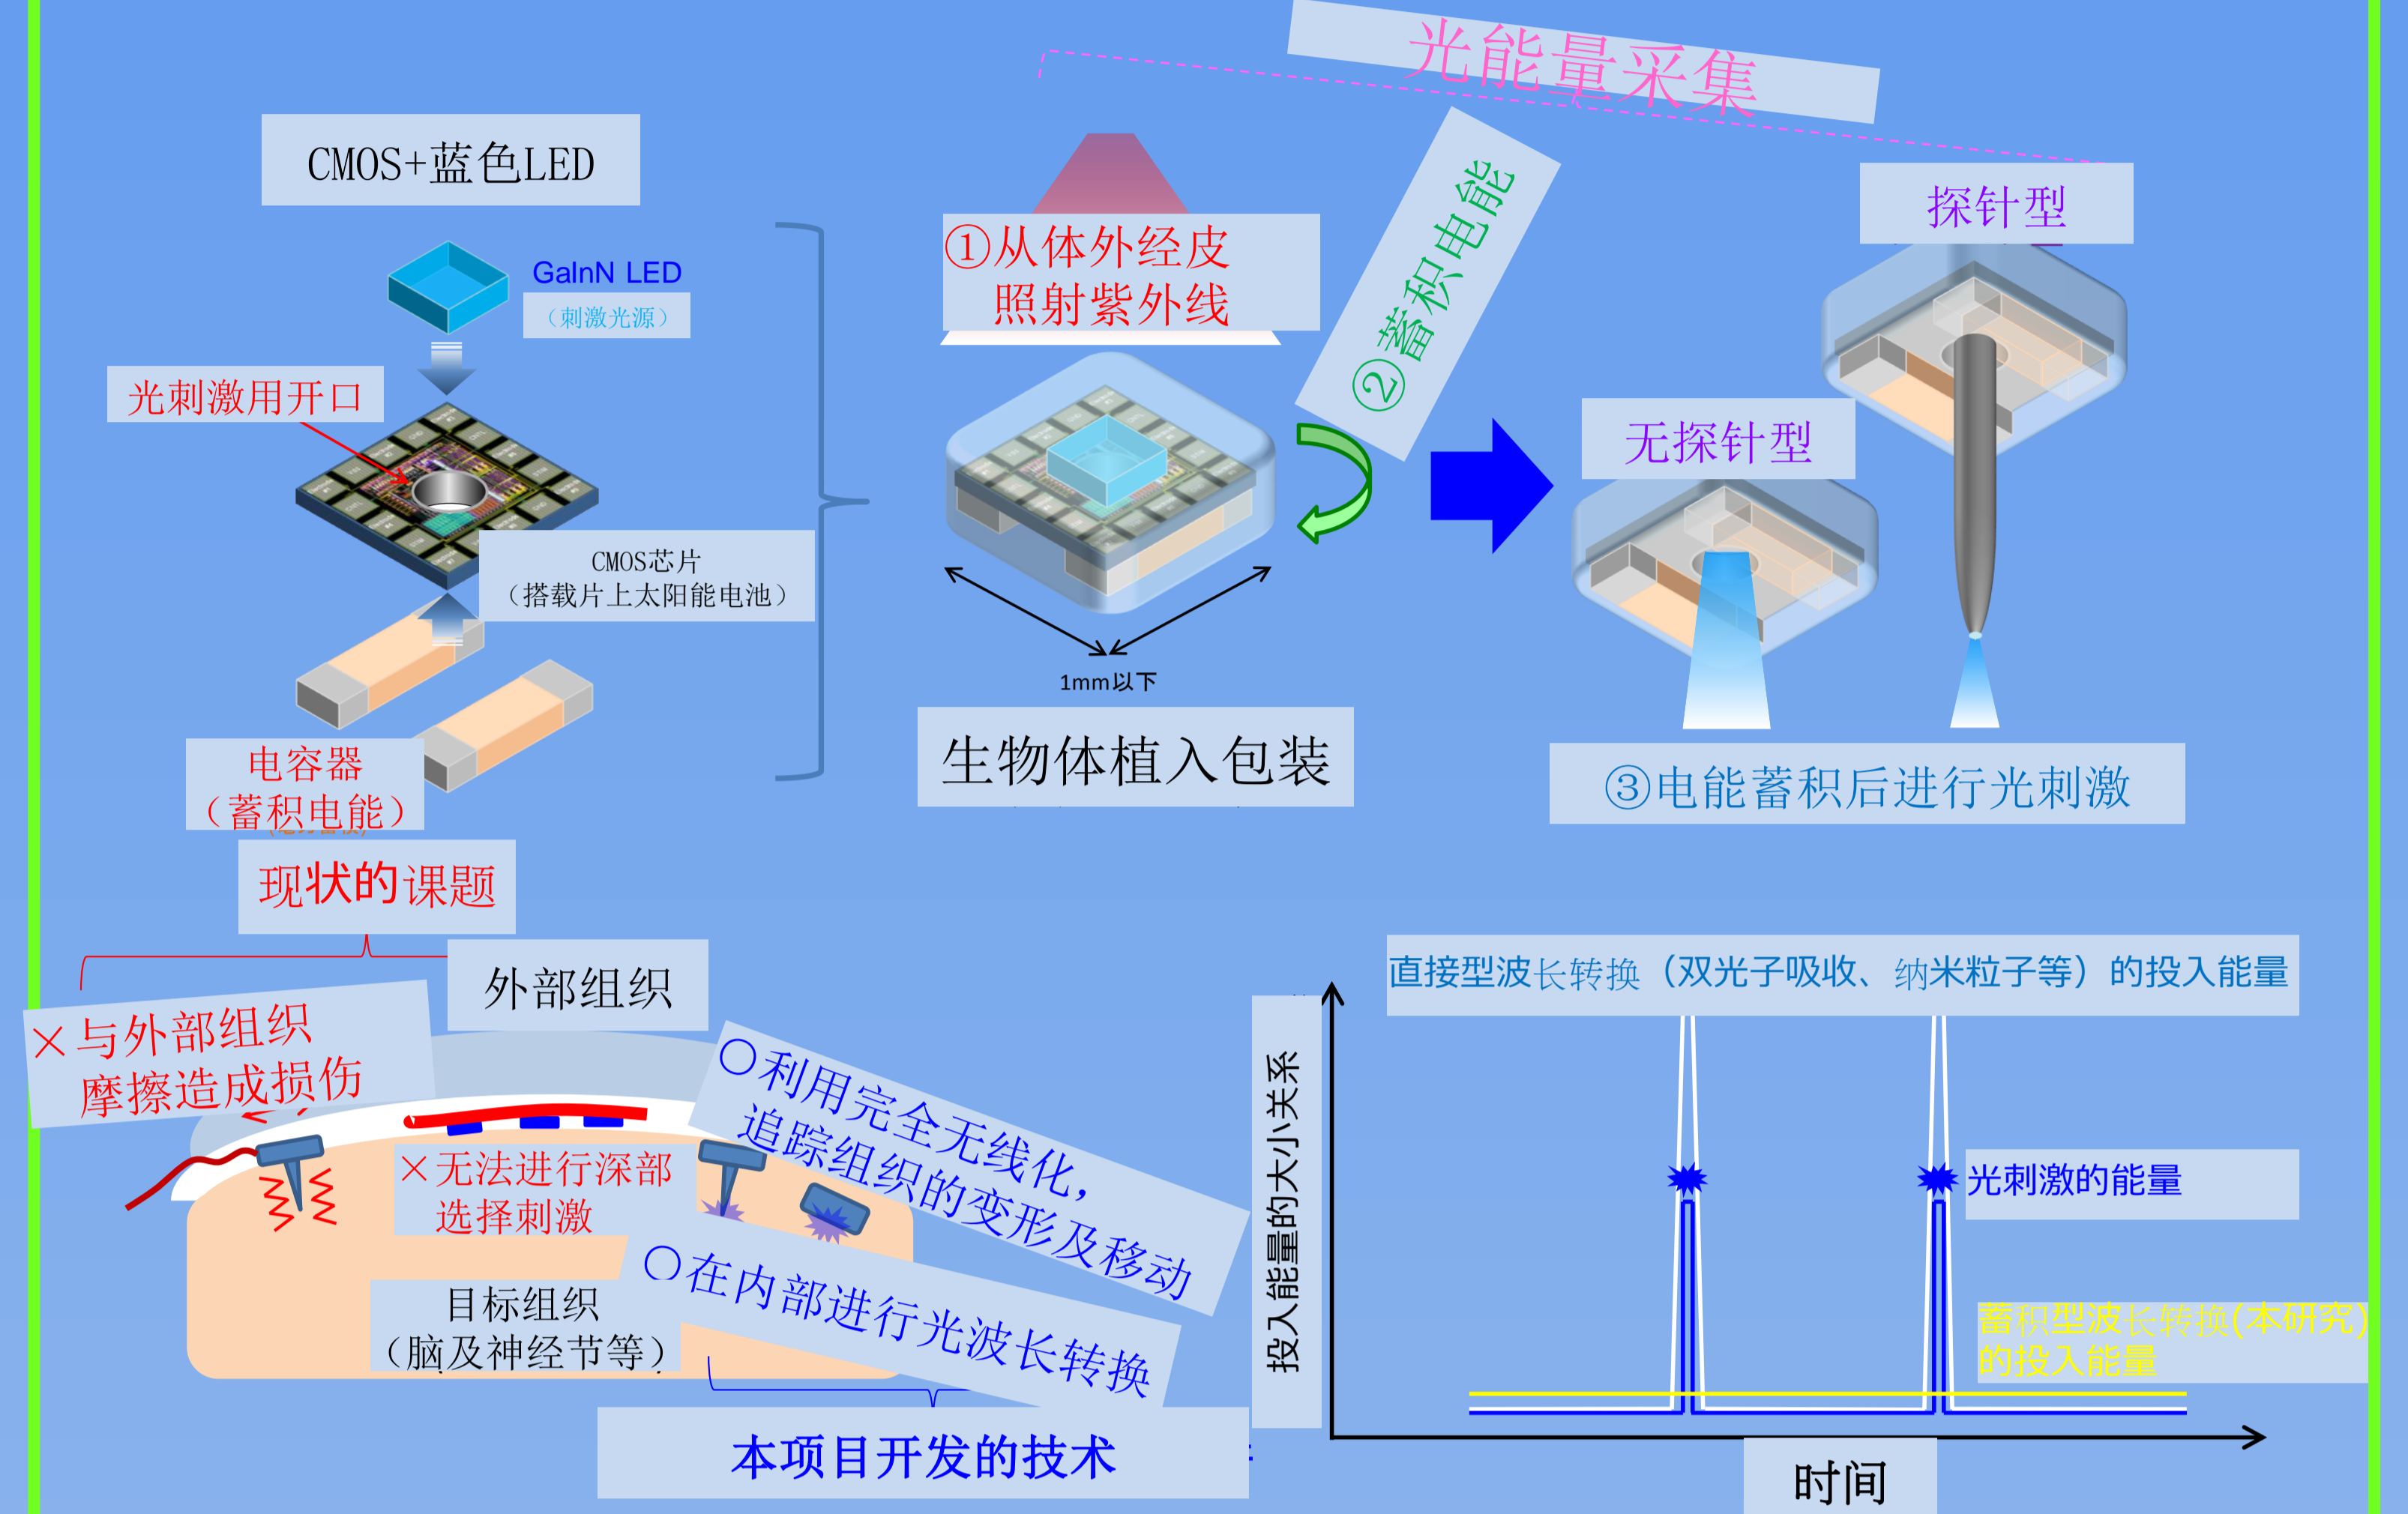 光能量采集
CMOS+蓝色LED
GaInN LED
（刺激光源）
光刺激用开口
CMOS芯片
（搭载片上太阳能电池）
电容器
（蓄积电能）
①从体外经皮
照射紫外线
②蓄积电能
1mm以下
生物体植入包装
探针型
无探针型
③电能蓄积后进行光刺激
现状的课题
外部组织
×与外部组织
摩擦造成损伤
×无法进行深部
选择刺激
目标组织
（脑及神经节等）
〇利用完全无线化，
追踪组织的变形及移动
〇在内部进行光波长转换
本项目开发的技术
直接型波长转换（双光子吸收、纳米粒子等）的投入能量
投入能量的大小关系
光刺激的能量
蓄积型波长转换(本研究)
的投入能量
时间